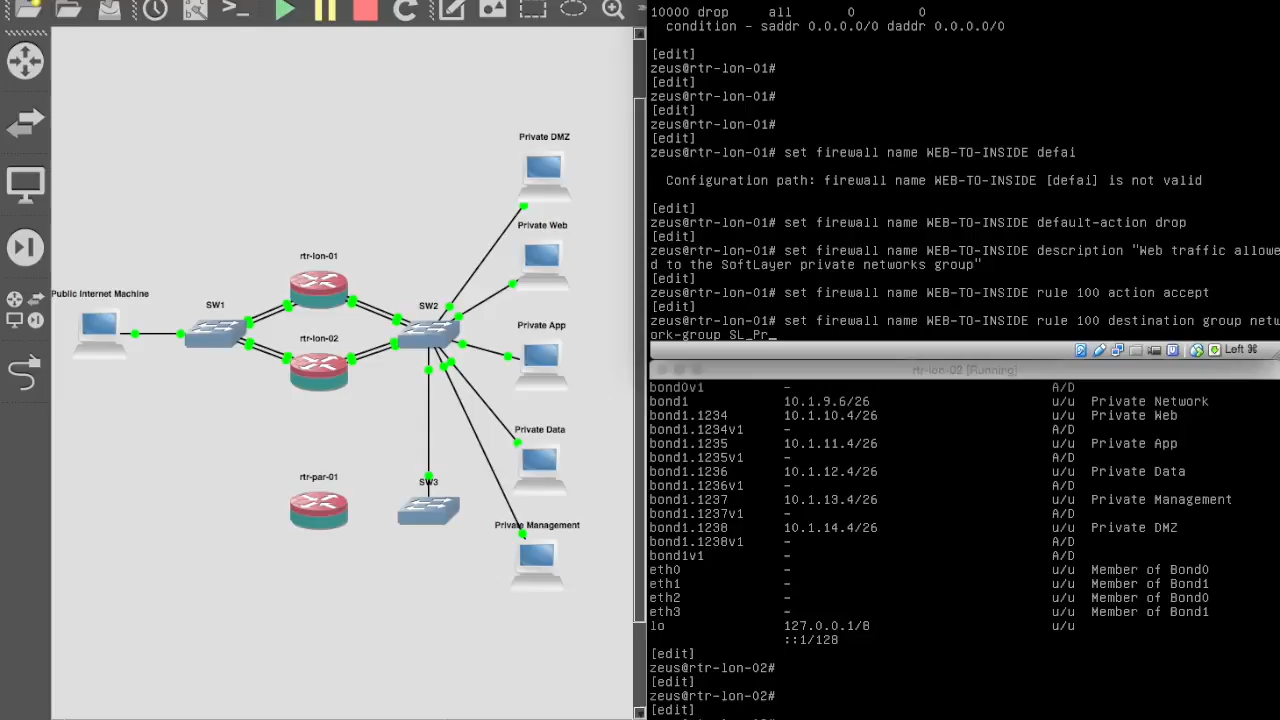 Private DMZ
Private Web
rtr-lon-01
Public Internet Machine
SW1
SW2
Private App
rtr-lon-02
Private Data
rtr-par-01
SW3
Private Management
10000 drop all 0 0
condition - saddr 0.0.0.0/0 daddr 0.0.0.0/0
[edit]
zeus@rtr-lon-01#
[edit]
zeus@rtr-lon-01#
[edit]
zeus@rtr-lon-01#
[edit]
zeus@rtr-lon-01# set firewall name WEB-TO-INSIDE defai
Configuration path: firewall name WEB-TO-INSIDE [defai] is not valid
[edit]
zeus@rtr-lon-01# set firewall name WEB-TO-INSIDE default-action drop
[edit]
zeus@rtr-lon-01# set firewall name WEB-TO-INSIDE description "Web traffic allowe
d to the SoftLayer private networks group"
[edit]
zeus@rtr-lon-01# set firewall name WEB-TO-INSIDE rule 100 action accept
[edit]
zeus@rtr-lon-01# set firewall name WEB-TO-INSIDE rule 100 destination group netw
ork-group SL_Pr_
Left ⌘
rtr-lon-02 [Running]
bond0v1 - A/D
bond1 10.1.9.6/26 u/u Private Network
bond1.1234 10.1.10.4/26 u/u Private Web
bond1.1234v1 - A/D
bond1.1235 10.1.11.4/26 u/u Private App
bond1.1235v1 - A/D
bond1.1236 10.1.12.4/26 u/u Private Data
bond1.1236v1 - A/D
bond1.1237 10.1.13.4/26 u/u Private Management
bond1.1237v1 - A/D
bond1.1238 10.1.14.4/26 u/u Private DMZ
bond1.1238v1 - A/D
bond1v1 - A/D
eth0 - u/u Member of Bond0
eth1 - u/u Member of Bond1
eth2 - u/u Member of Bond0
eth3 - u/u Member of Bond1
lo 127.0.0.1/8 u/u
::1/128
[edit]
zeus@rtr-lon-02#
[edit]
zeus@rtr-lon-02#
[edit]